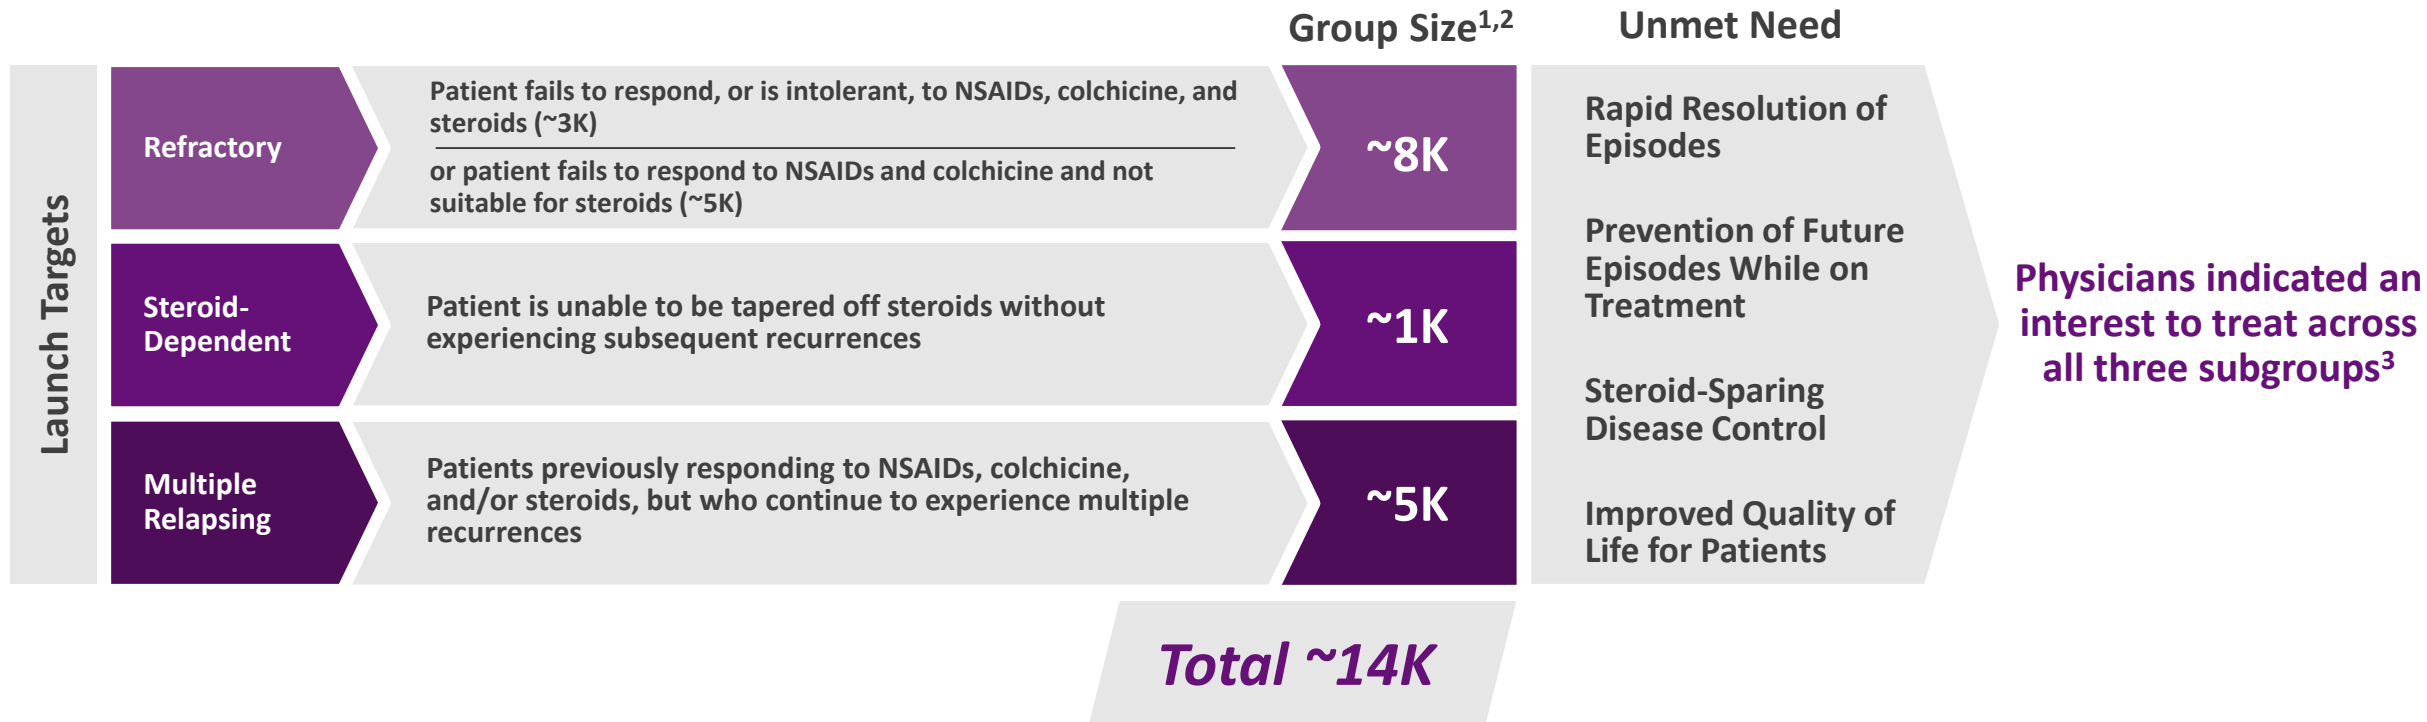 Group Size1,2
Unmet Need
Launch Targets
Refractory
Patient fails to respond, or is intolerant, to NSAIDs, colchicine, and
steroids (~3K)
or patient fails to respond to NSAIDs and colchicine and not
suitable for steroids (~5K)
~8K
Steroid-
Dependent
Patient is unable to be tapered off steroids without
experiencing subsequent recurrences
~1K
Multiple
Relapsing
Patients previously responding to NSAIDs, colchicine,
and/or steroids, but who continue to experience multiple
recurrences
~5K
Rapid Resolution of
Episodes
Prevention of Future
Episodes While on
Treatment
Steroid-Sparing
Disease Control
Improved Quality of
Life for Patients
Physicians indicated an
interest to treat across
all three subgroups3
Total ~14K